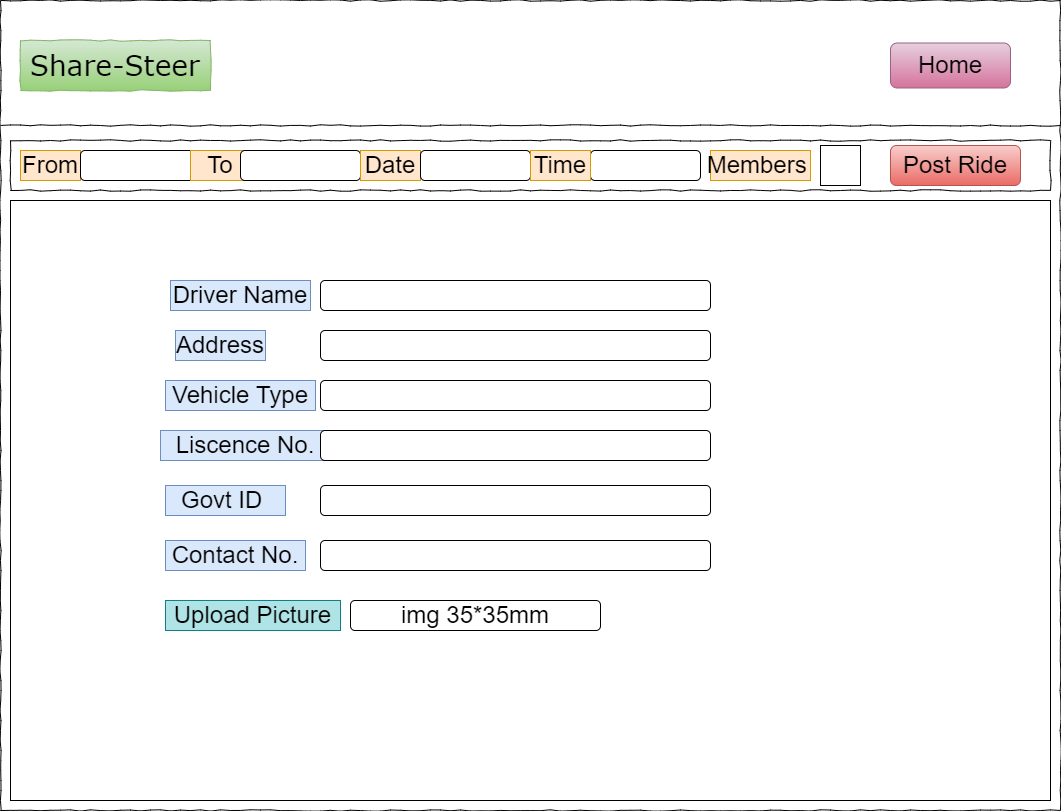 Share-Steer
Home
From To Date Time Members Post Ride
Driver Name
Address
Vehicle Type
Liscence No.
Govt ID
Contact No.
Upload Picture img 35*35mm